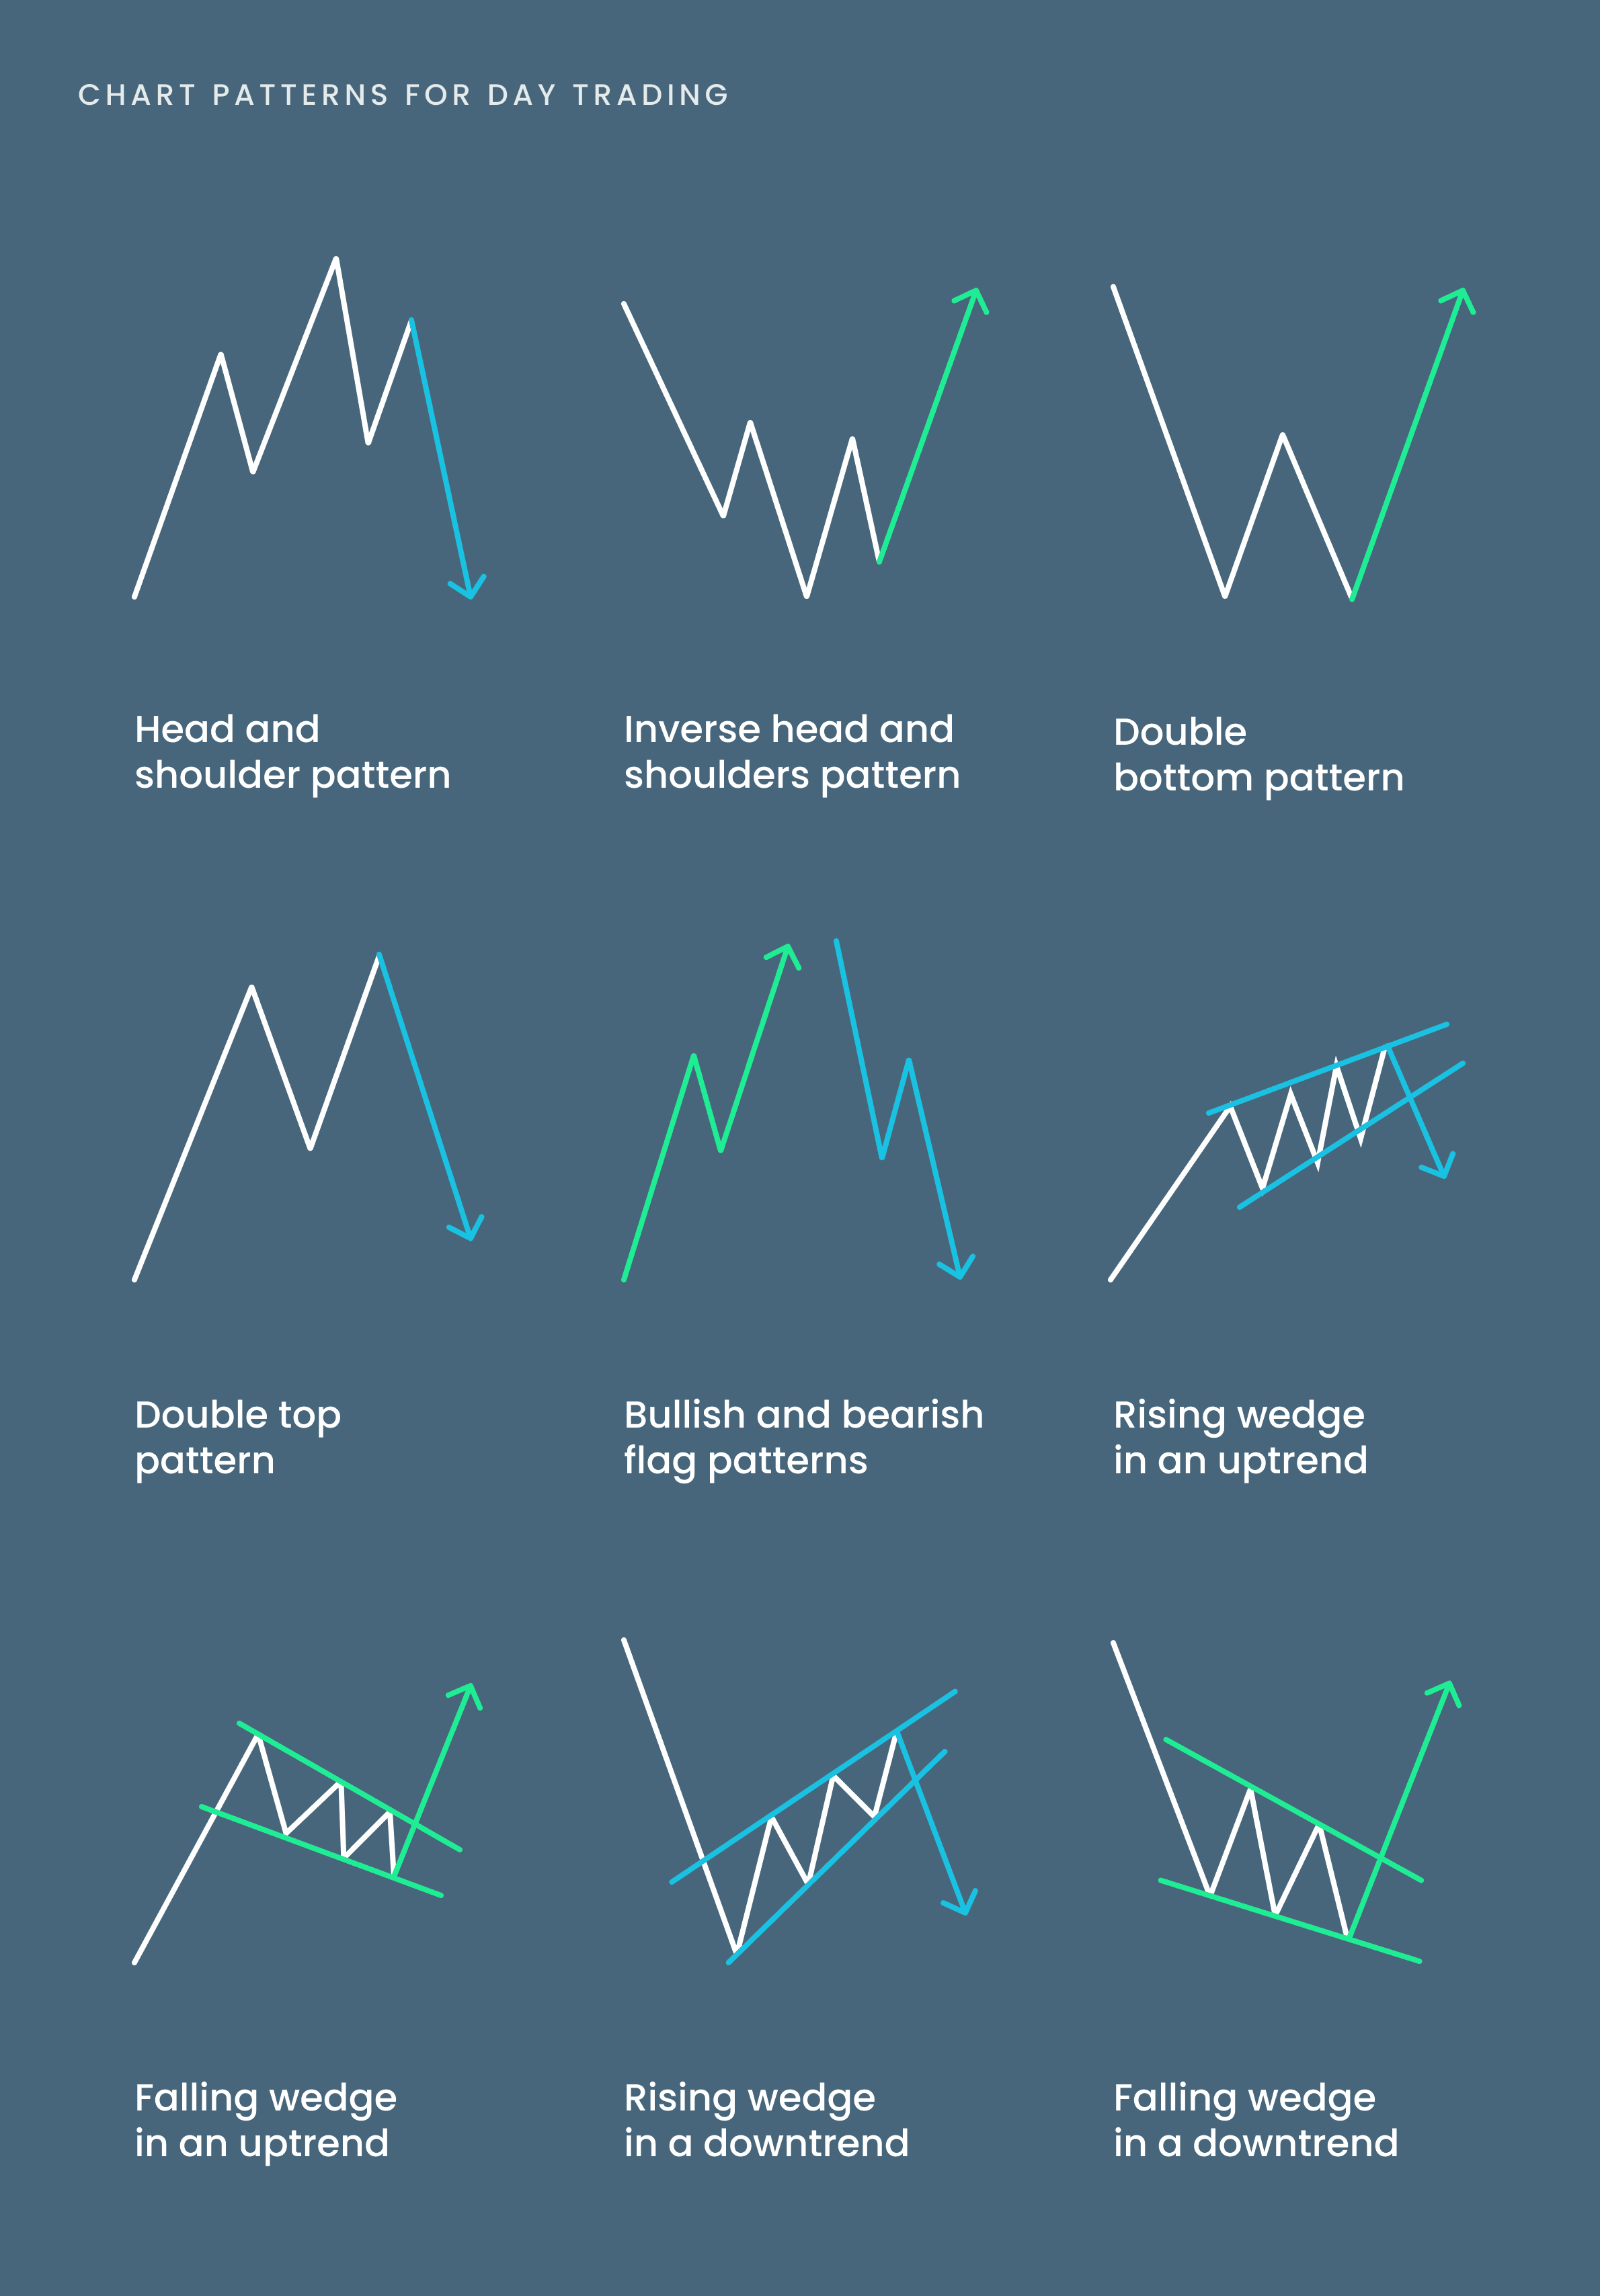 CHART PATTERNS FOR DAY TRADING
Head and
shoulder pattern
Inverse head and
shoulders pattern
Double
bottom pattern
Double top
pattern
Bullish and bearish
flag patterns
Rising wedge
in an uptrend
Falling wedge
in an uptrend
Rising wedge
in a downtrend
Falling wedge
in a downtrend